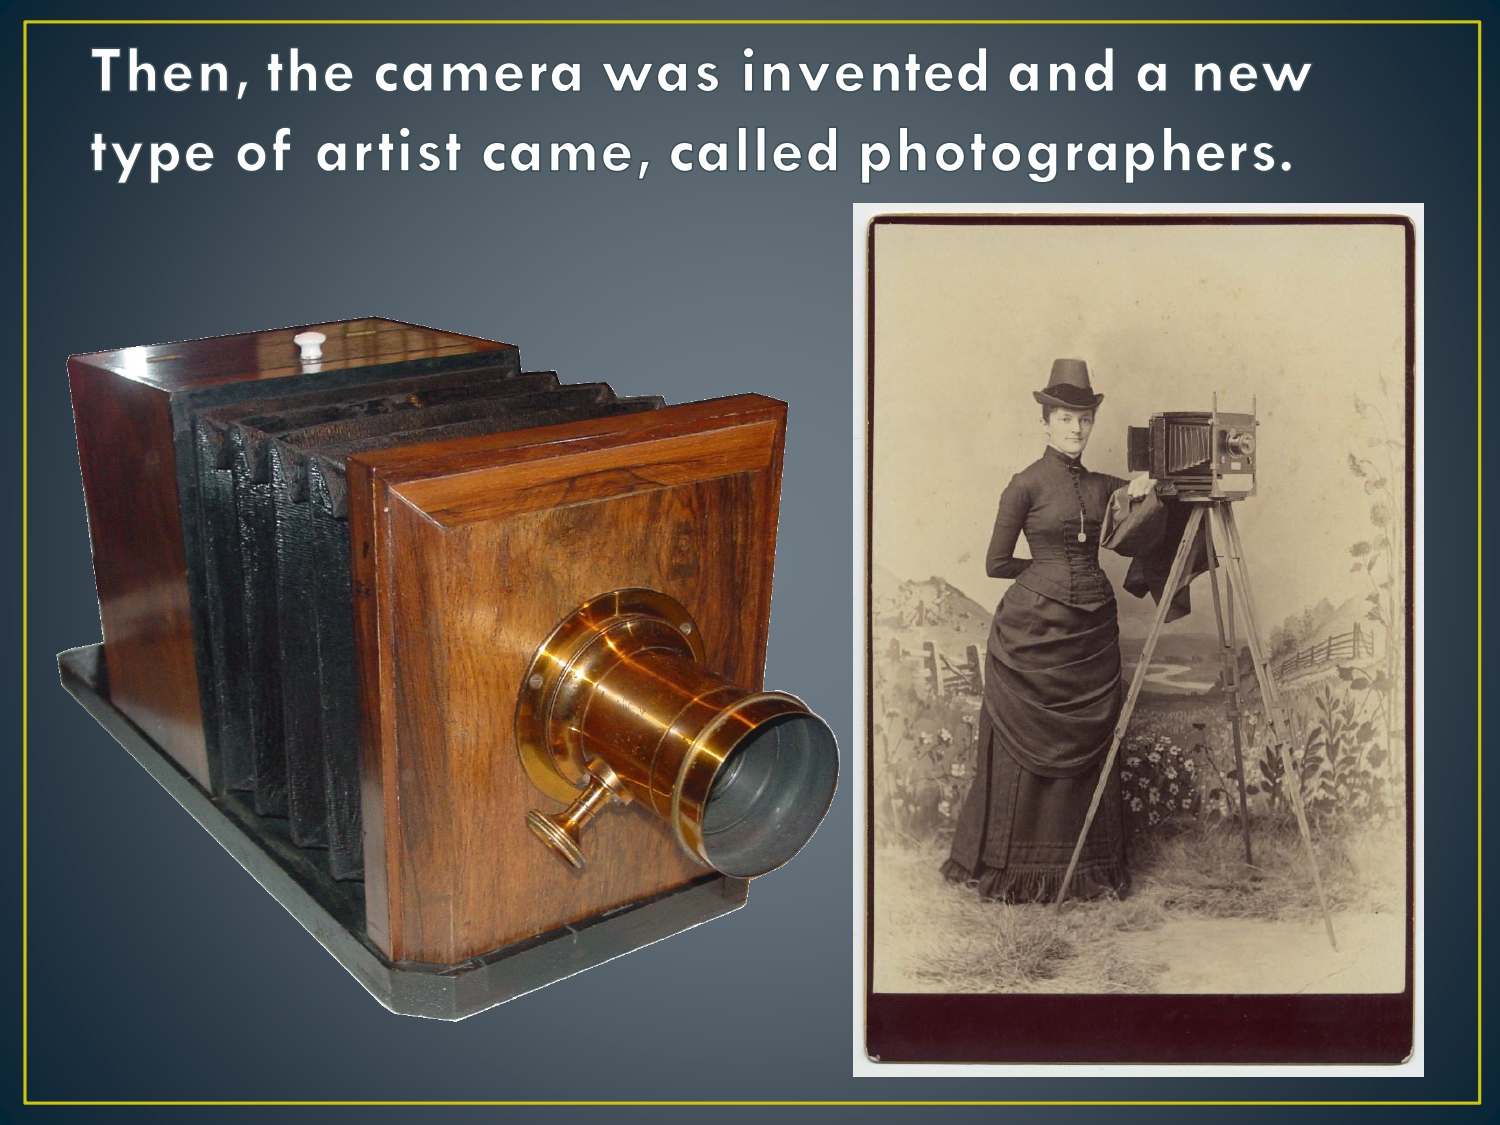 Then, the camera was invented and a new
type of artist came, called photographers.